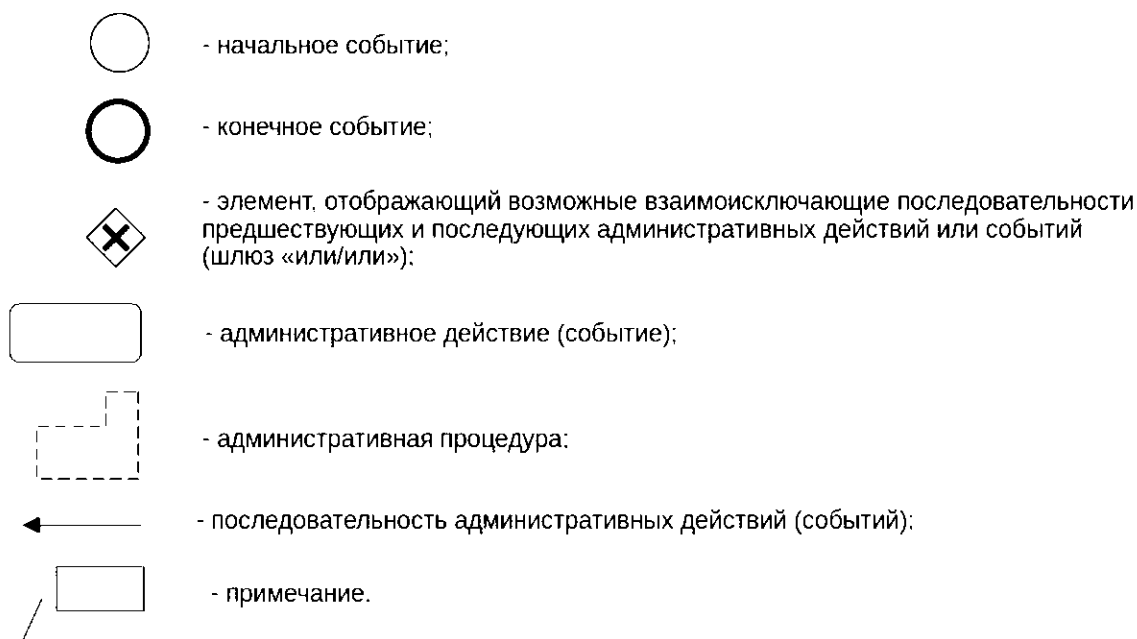 - начальное событие;
- конечное событие;
- элемент, отображающий возможные взаимоисключающие последовательности
предшествующих и последующих административных действий или событий
(шлюз «или/или»);
- административное действие (событие);
- административная процедура;
- последовательность административных действий (событий);
- примечание.